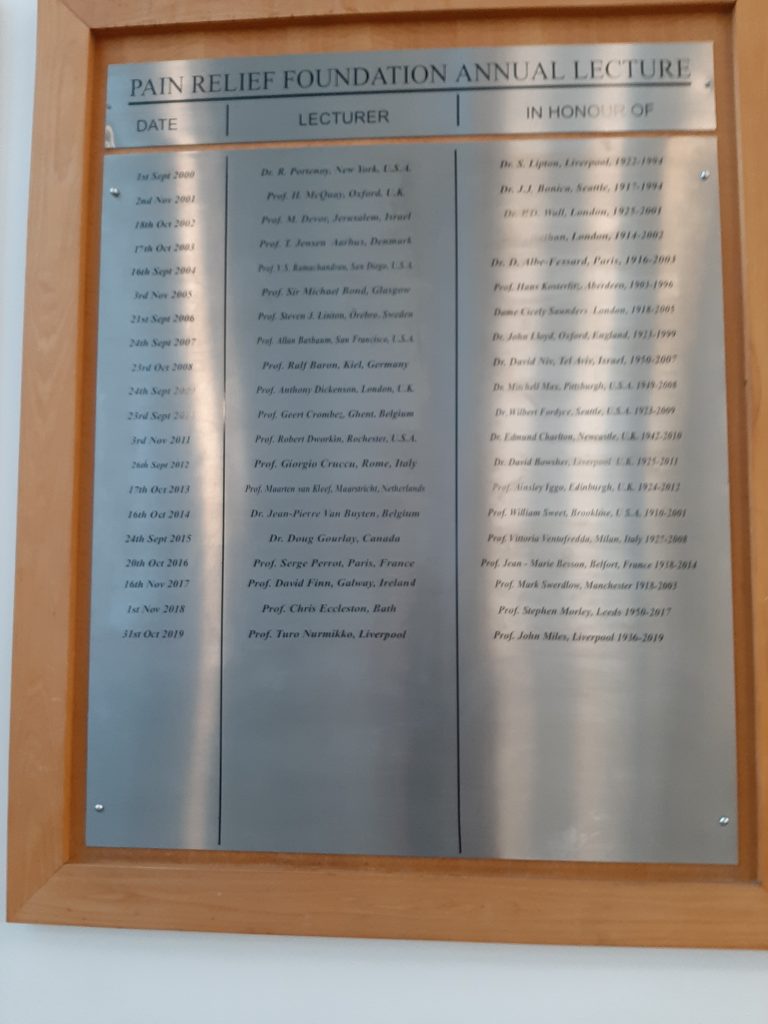 PAIN RELIEF FOUNDATION ANNUAL LECTURE
DATE LECTURER IN HONOUR OF
1st Sept 2000 Dr. R. Portenoy, New York, U.S.A. Dr. S. Lipton, Liverpool, 1922-1994
2nd Nov 2001 Prof. H. McQuay, Oxford, U.K. Dr. J.J. Bonica, Seattle, 1917-1994
18th Oct 2002 Prof. M. Devor, Jerusalem, Israel Dr. P.D. Wall, London, 1925-2001
17th Oct 2003 Prof. T. Jensen Aarhus, Denmark London, 1914-2002
16th Sept 2004 Prof. V.S. Ramachandran, San Diego, U.S.A. Dr. D. Albe-Fessard, Paris, 1916-2003
3rd Nov 2005 Prof. Sir Michael Bond, Glasgow Prof. Hans Kosterlitz, Aberdeen, 1903-1996
21st Sept 2006 Prof. Steven J. Linton, Örebro, Sweden Dame Cicely Saunders London, 1918-2005
24th Sept 2007 Prof. Allan Basbaum, San Francisco, U.S.A. Dr. John Lloyd, Oxford, England, 1923-1999
23rd Oct 2008 Prof. Ralf Baron, Kiel, Germany Dr. David Niv, Tel Aviv, Israel, 1950-2007
24th Sept Prof. Anthony Dickenson, London, U.K. Dr. Mitchell Max, Pittsburgh, U.S.A. 1949-2008
23rd Sept Prof. Geert Crombez, Ghent, Belgium Dr. Wilbert Fordyce, Seattle, U.S.A. 1923-2009
3rd Nov 2011 Prof. Robert Dworkin, Rochester, U.S.A. Dr. Edmund Charlton, Newcastle, U.K. 1942-2010
26th Sept 2012 Prof. Giorgio Cruccu, Rome, Italy Dr. David Bowsher, Liverpool U.K. 1925-2011
17th Oct 2013 Prof. Maarten van Kleef, Maastricht, Netherlands Prof. Ainsley Iggo, Edinburgh, U.K. 1924-2012
16th Oct 2014 Dr. Jean-Pierre Van Buyten, Belgium Prof. William Sweet, Brookline, U.S.A. 1910-2001
24th Sept 2015 Dr. Doug Gourlay, Canada Prof. Vittorio Ventafredda, Milan, Italy 1927-2008
20th Oct 2016 Prof. Serge Perrot, Paris, France Prof. Jean - Marie Besson, Belfort, France 1938-2014
16th Nov 2017 Prof. David Finn, Galway, Ireland Prof. Mark Swerdlow, Manchester 1918-2003
1st Nov 2018 Prof. Chris Eccleston, Bath Prof. Stephen Morley, Leeds 1950-2017
31st Oct 2019 Prof. Turo Nurmikko, Liverpool Prof. John Miles, Liverpool 1936-2019